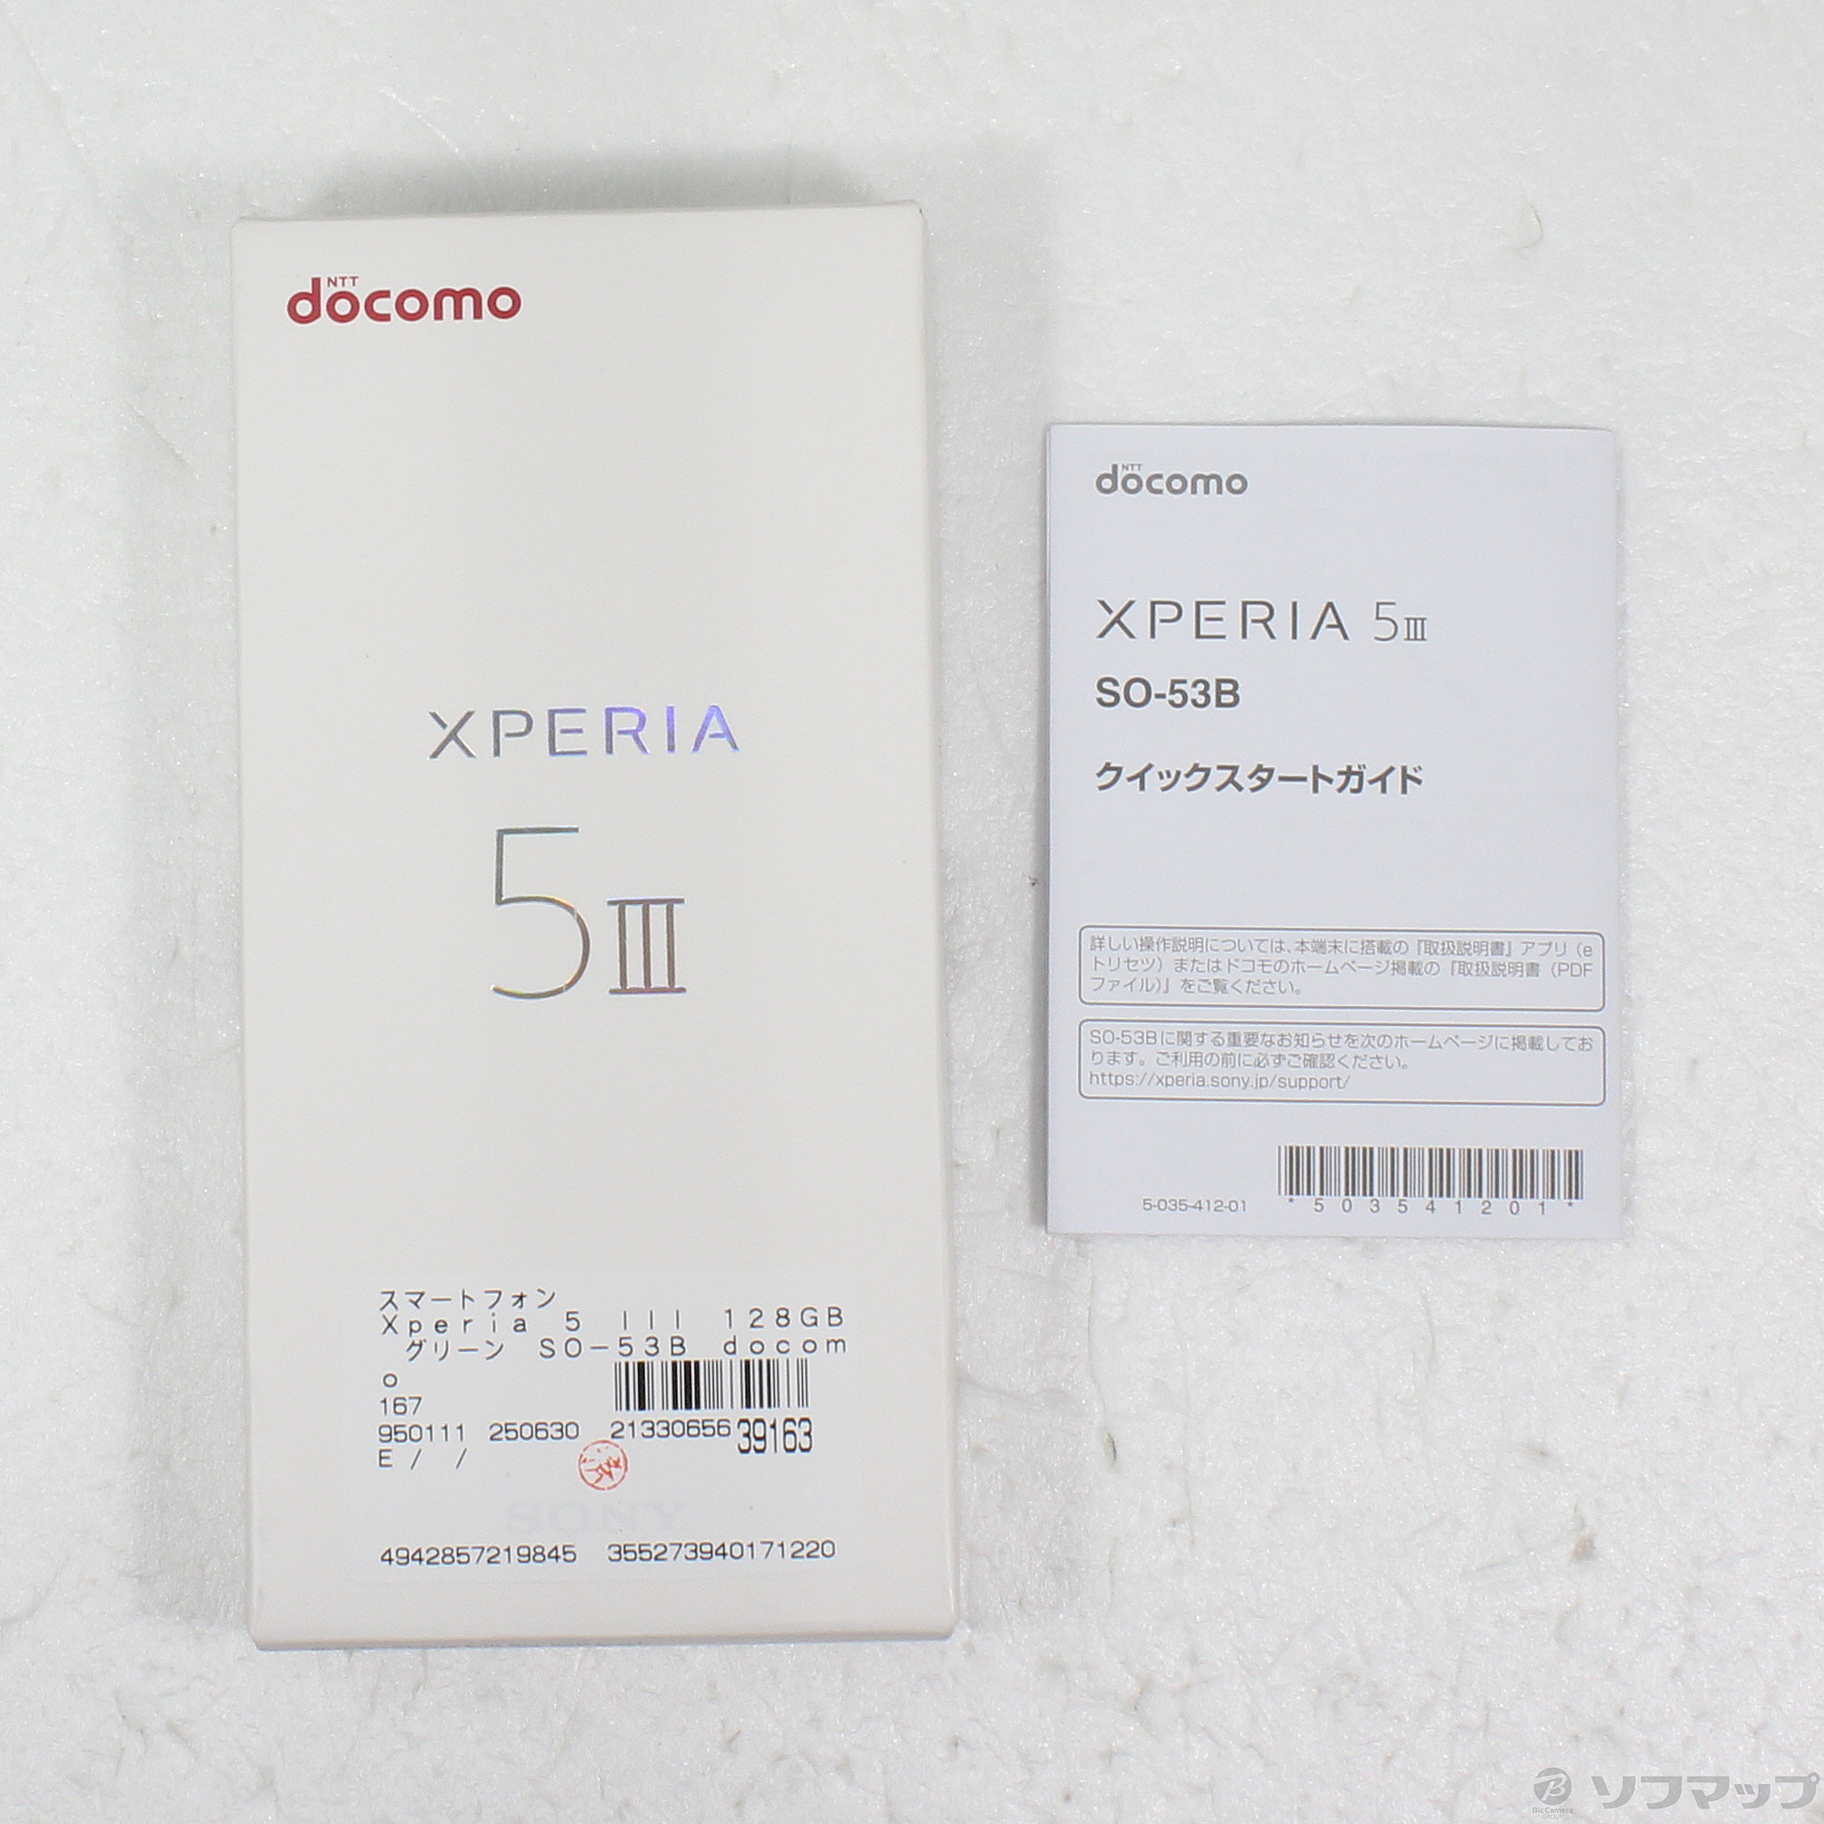 NTT
docomo
XPERIA
5III
スマートフォン
Xperia 5 III 128GB
グリーン SO-53B docom
o
167
950111 250630 21330656 39163
E / /
SONY
4942857219845 355273940171220
NTT
docomo
XPERIA 5III
SO-53B
クイックスタートガイド
詳しい操作説明については、本端末に搭載の『取扱説明書』アプリ（e
トリセツ）またはドコモのホームページ掲載の『取扱説明書（PDF
ファイル）』をご覧ください。
SO-53Bに関する重要なお知らせを次のホームページに掲載してお
ります。ご利用の前に必ずご確認ください。
https://xperia.sony.jp/support/
5-035-412-01
*503541201*
BicCamera
GROUP
ソフマップ